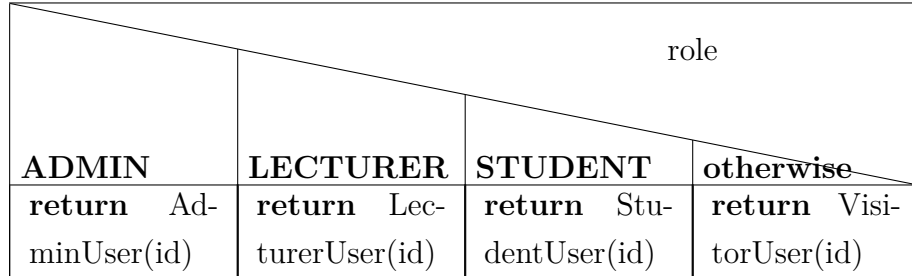 role
ADMIN LECTURER STUDENT otherwise
return Ad- return Lec- return Stu- return Visi-
minUser(id) turerUser(id) dentUser(id) torUser(id)